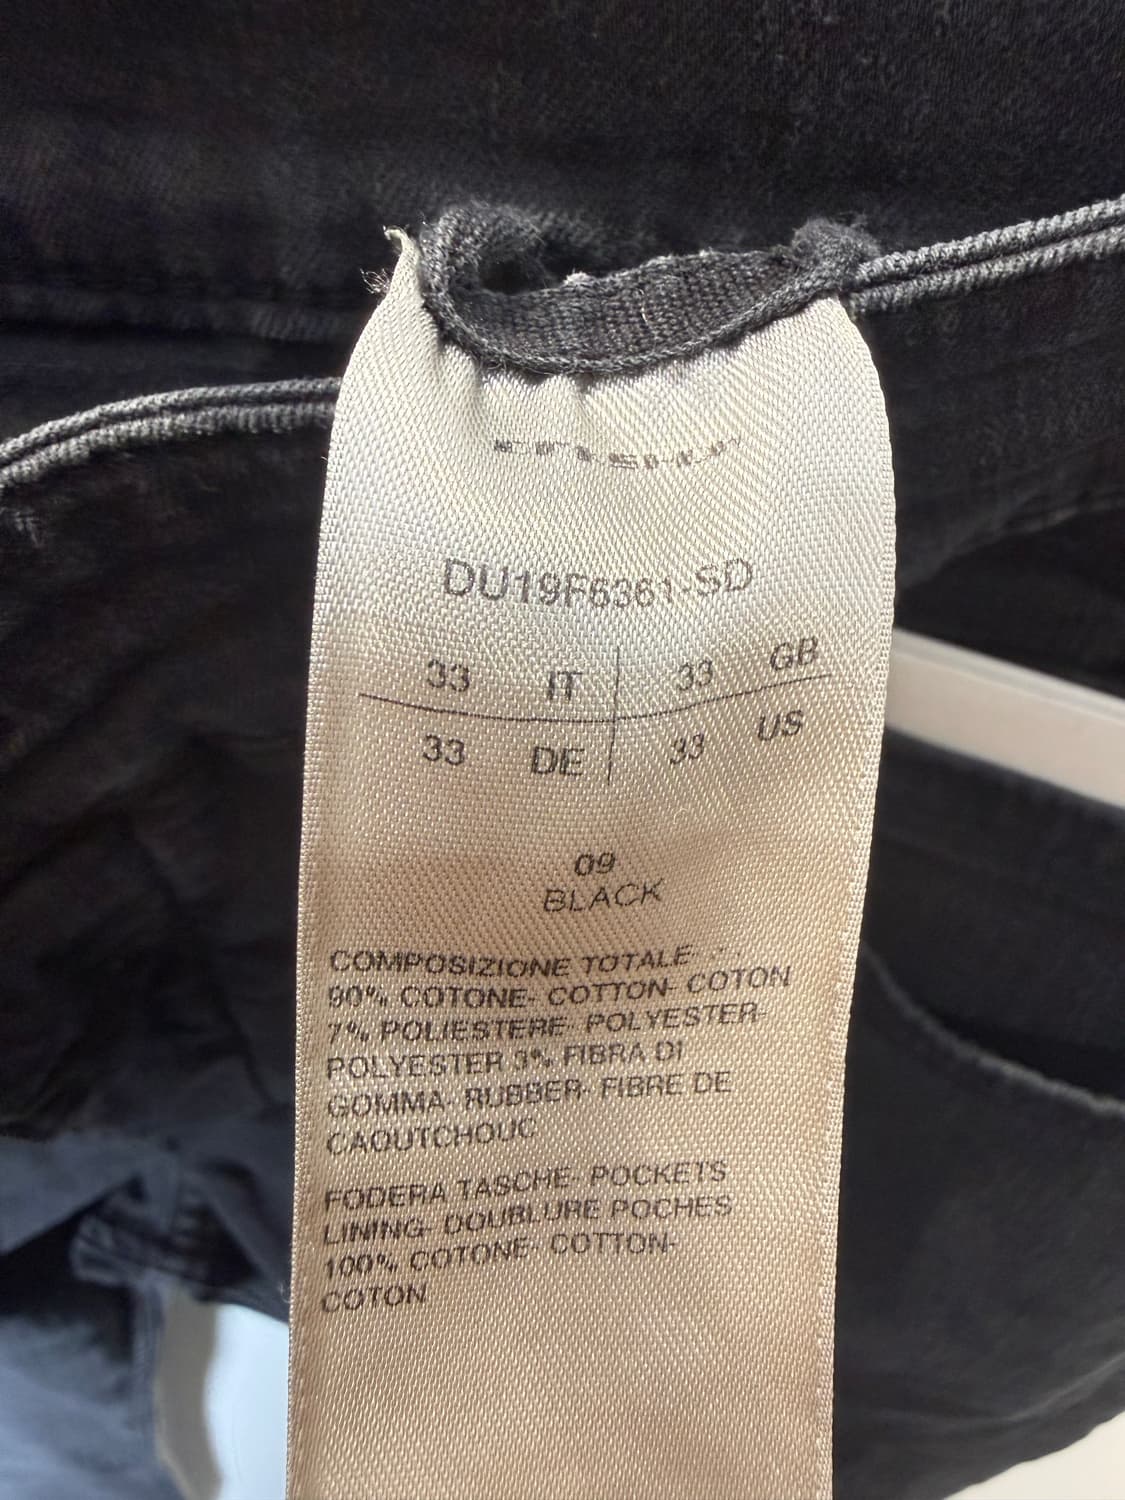 DU19F6361-SD
33 IT 33 GB
33 DE 33 US
09
BLACK
COMPOSIZIONE TOTALE-
90% COTONE- COTTON- COTON
7% POLIESTERE- POLYESTER-
POLYESTER 3% FIBRA DI
GOMMA- RUBBER- FIBRE DE
CAOUTCHOUC
FODERA TASCHE- POCKETS
LINING- DOUBLURE POCHES
100% COTONE- COTTON-
COTON